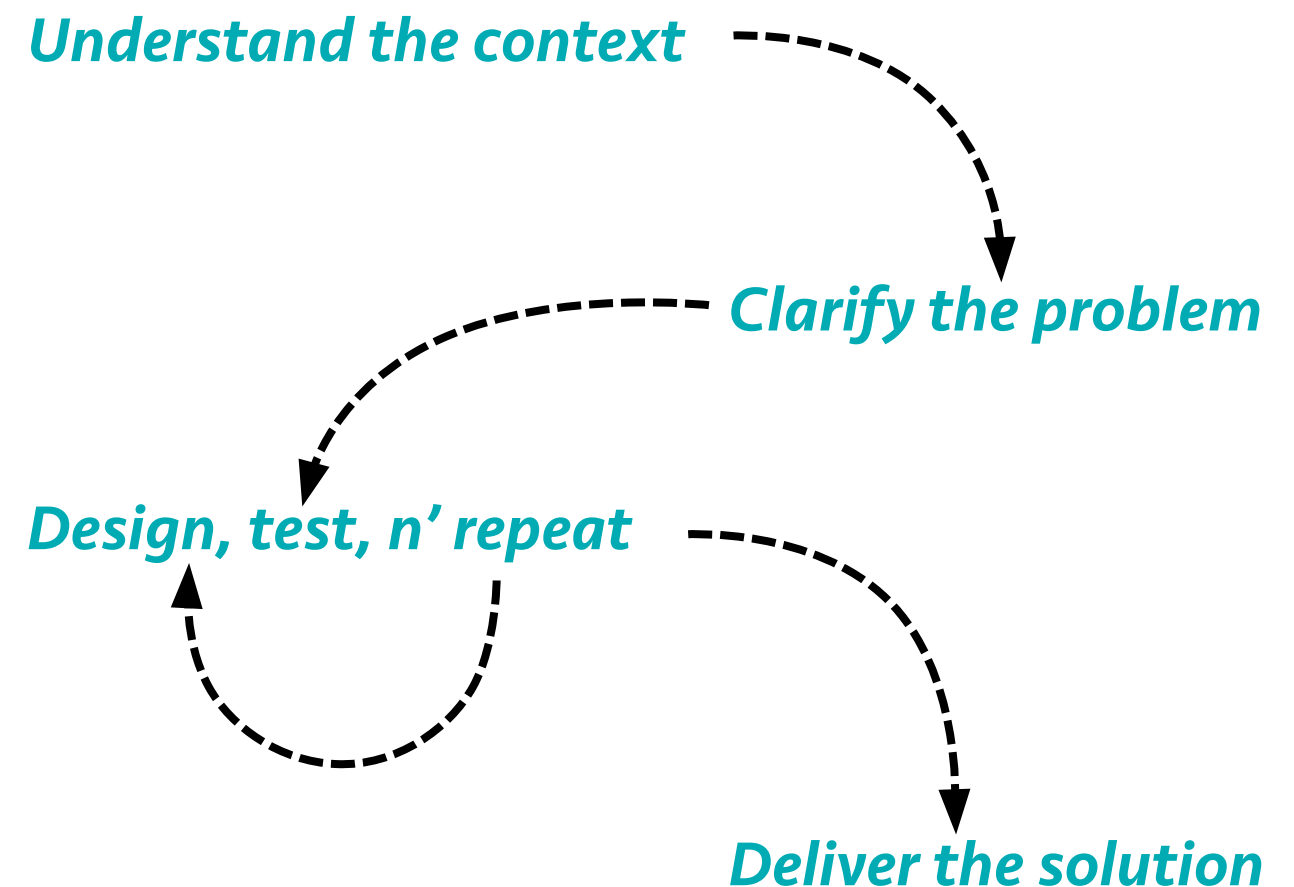 Understand the context
Clarify the problem
Design, test, n’ repeat
Deliver the solution